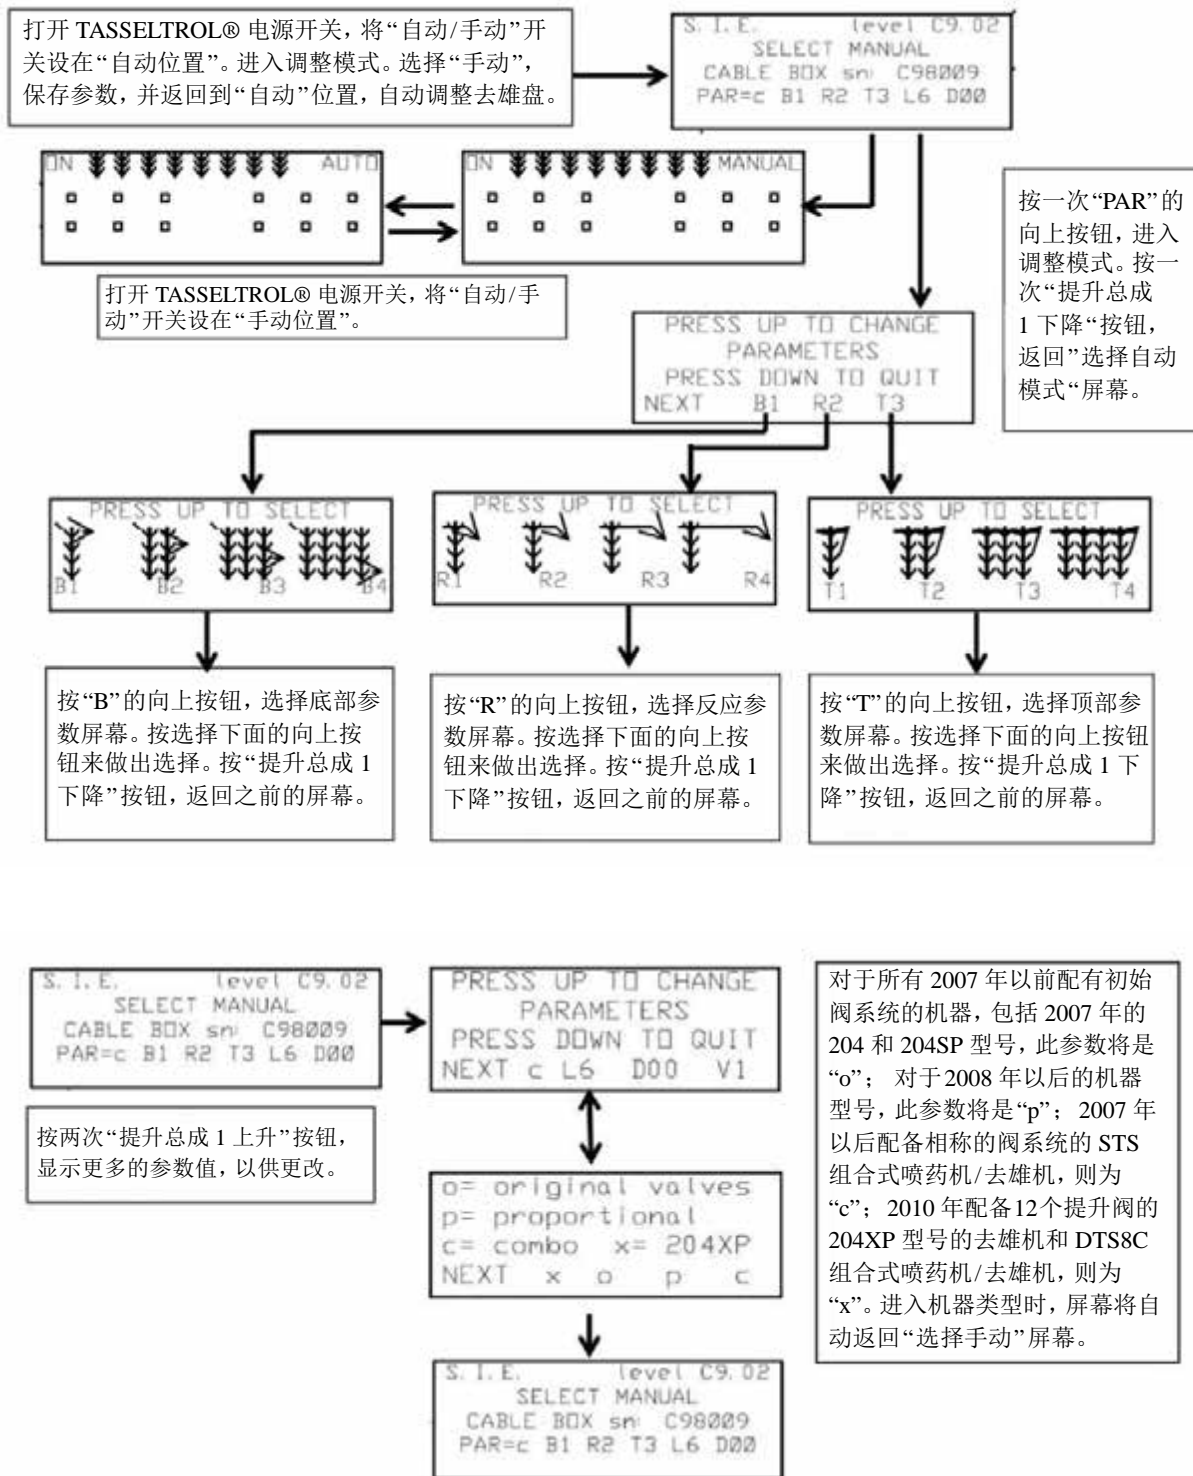 打开 TASSELTROL® 电源开关，将“自动/手动”开
关设在“自动位置”。进入调整模式。选择“手动”，
保存参数，并返回到“自动”位置，自动调整去雄盘。
S. I. E. level C9.02
SELECT MANUAL
CABLE BOX sn: C98009
PAR=c B1 R2 T3 L6 D00
ON AUTO
ON MANUAL
打开 TASSELTROL® 电源开关，将“自动/手
动”开关设在“手动位置”。
按一次“PAR”的
向上按钮，进入
调整模式。按一
次“提升总成
1 下降“按钮，
返回”选择自动
模式“屏幕。
PRESS UP TO CHANGE
PARAMETERS
PRESS DOWN TO QUIT
NEXT B1 R2 T3
PRESS UP TO SELECT
B1 B2 B3 B4
PRESS UP TO SELECT
R1 R2 R3 R4
PRESS UP TO SELECT
T1 T2 T3 T4
按“B”的向上按钮，选择底部参
数屏幕。按选择下面的向上按
钮来做出选择。按“提升总成 1
下降”按钮，返回之前的屏幕。
按“R”的向上按钮，选择反应参
数屏幕。按选择下面的向上按
钮来做出选择。按“提升总成 1
下降”按钮，返回之前的屏幕。
按“T”的向上按钮，选择顶部参
数屏幕。按选择下面的向上按钮
来做出选择。按“提升总成 1 下
降”按钮，返回之前的屏幕。
S. I. E. level C9.02
SELECT MANUAL
CABLE BOX sn: C98009
PAR=c B1 R2 T3 L6 D00
按两次“提升总成 1 上升”按钮，
显示更多的参数值，以供更改。
PRESS UP TO CHANGE
PARAMETERS
PRESS DOWN TO QUIT
NEXT c L6 D00 V1
o= original valves
p= proportional
c= combo x= 204XP
NEXT x o p c
S. I. E. level C9.02
SELECT MANUAL
CABLE BOX sn: C98009
PAR=c B1 R2 T3 L6 D00
对于所有 2007 年以前配有初始
阀系统的机器，包括 2007 年的
204 和 204SP 型号，此参数将是
“o”； 对于2008 年以后的机器
型号，此参数将是“p”； 2007 年
以后配备相称的阀系统的 STS
组合式喷药机/去雄机，则为
“c”； 2010 年配备12个提升阀的
204XP 型号的去雄机和 DTS8C
组合式喷药机/去雄机，则为
“x”。进入机器类型时，屏幕将自
动返回“选择手动”屏幕。